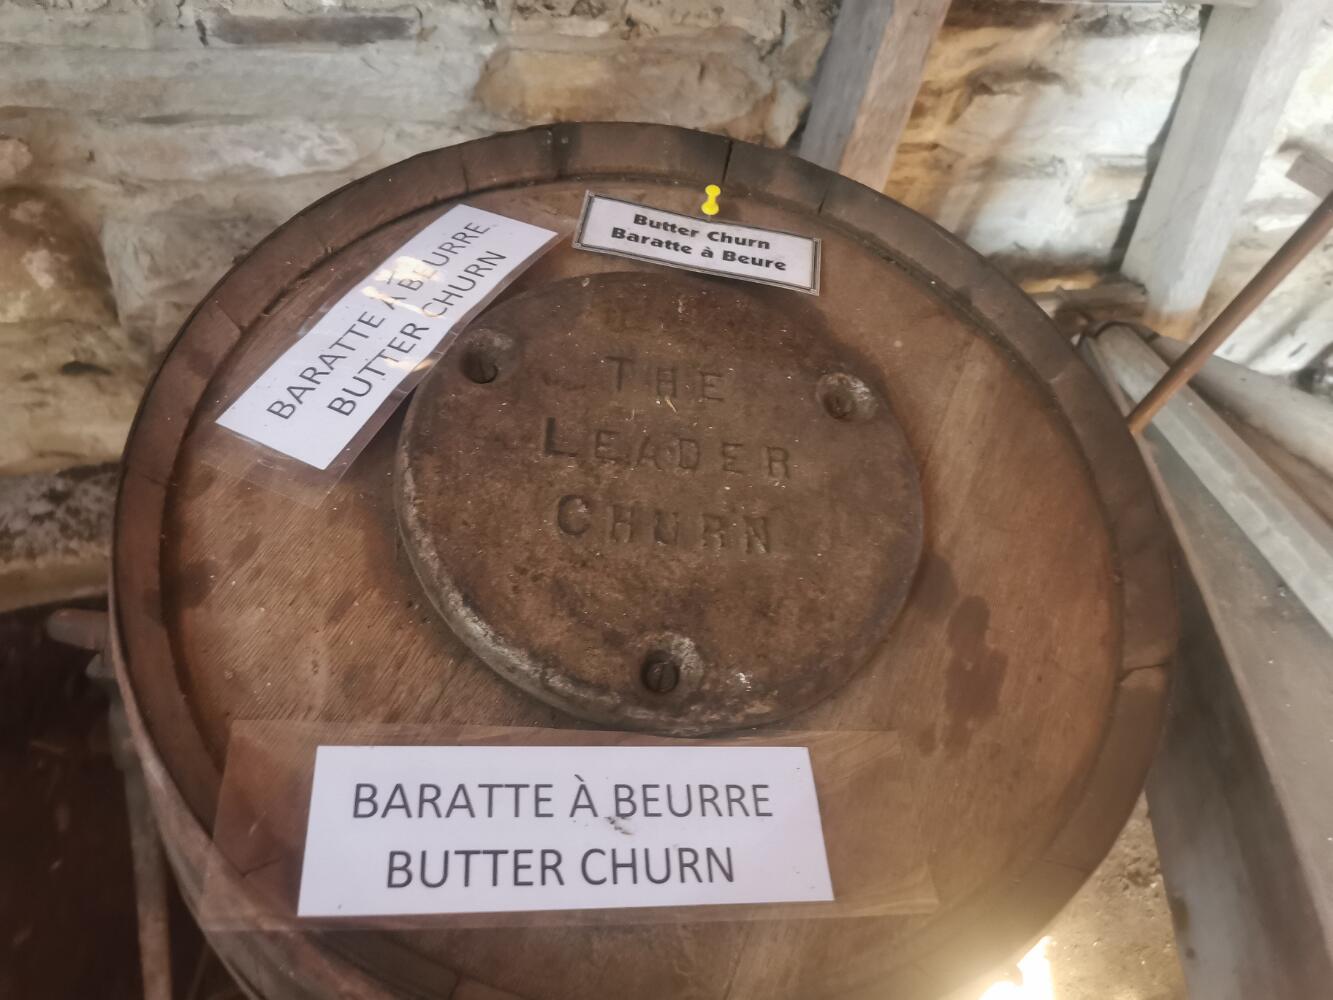 Butter Churn
Baratte à Beure
BARATTE À BEURRE
BUTTER CHURN
THE
LEADER
CHURN
BARATTE À BEURRE
BUTTER CHURN